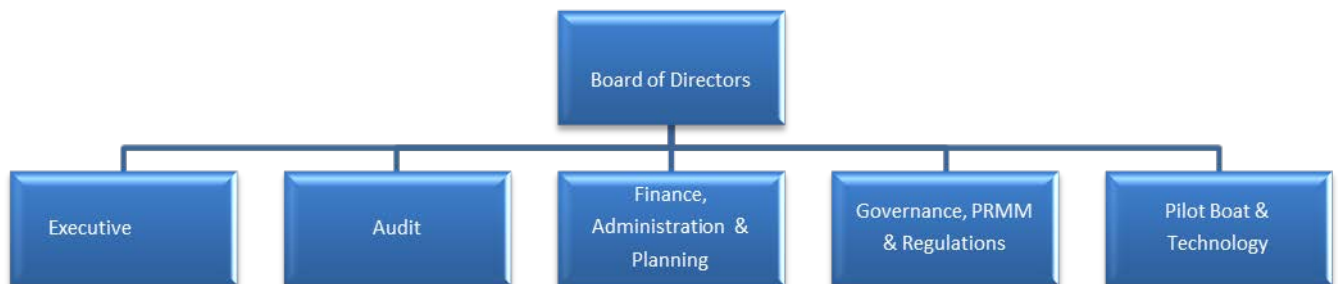 Board of Directors
Executive
Audit
Finance,
Administration &
Planning
Governance, PRMM
& Regulations
Pilot Boat &
Technology